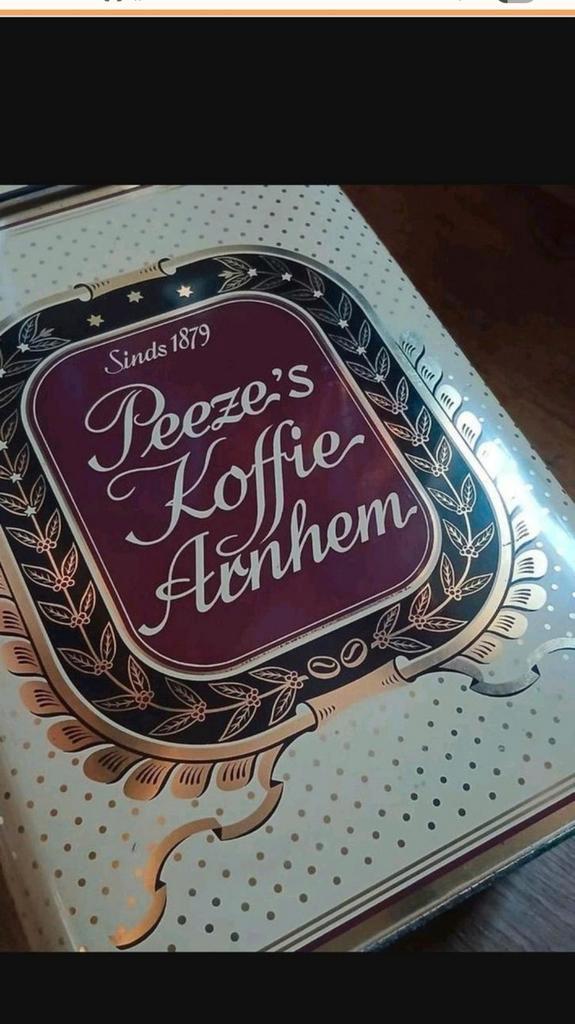 Sinds 1879
Peeze's
Koffie
Arnhem